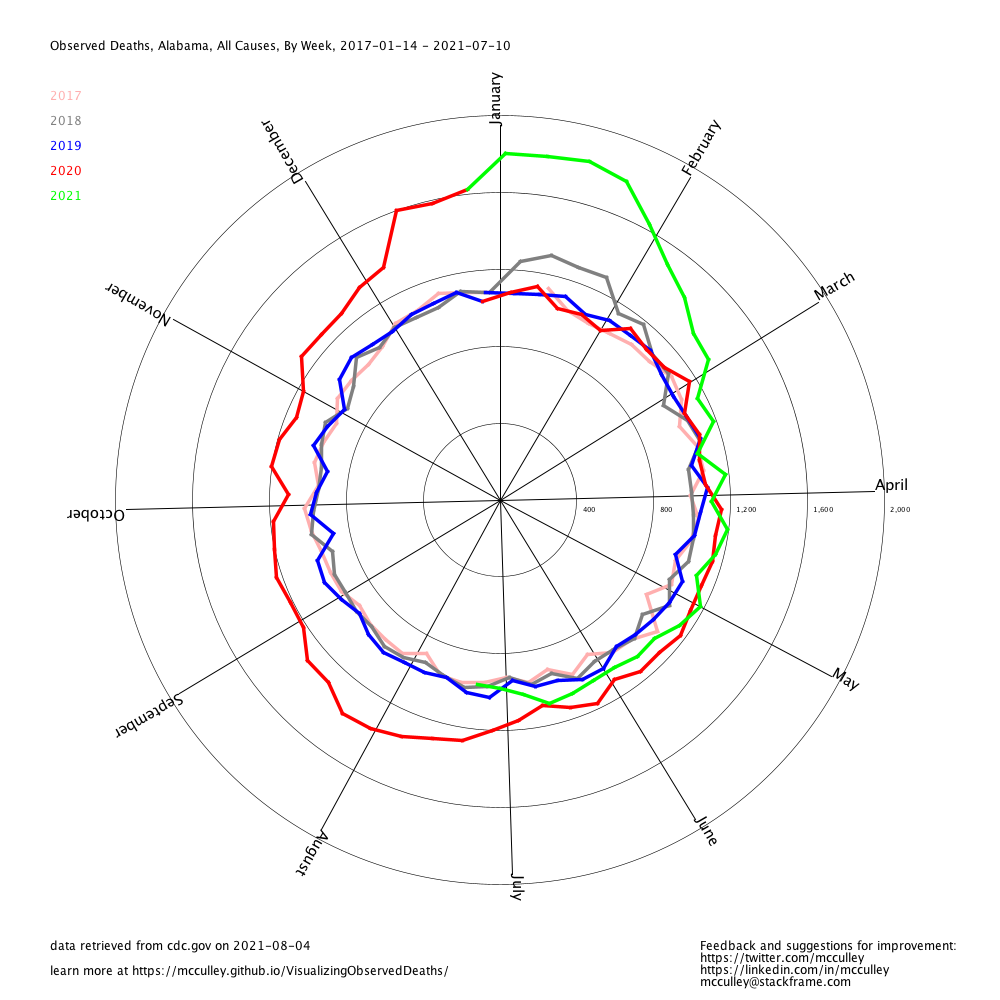 Observed Deaths, Alabama, All Causes, By Week, 2017-01-14 - 2021-07-10
2017
2018
2019
2020
2021
January
February
March
April
May
June
July
August
September
October
November
December
400
800
1,200
1,600
2,000
data retrieved from cdc.gov on 2021-08-04
learn more at https://mcculley.github.io/VisualizingObservedDeaths/
Feedback and suggestions for improvement:
https://twitter.com/mcculley
https://linkedin.com/in/mcculley
mcculley@stackframe.com